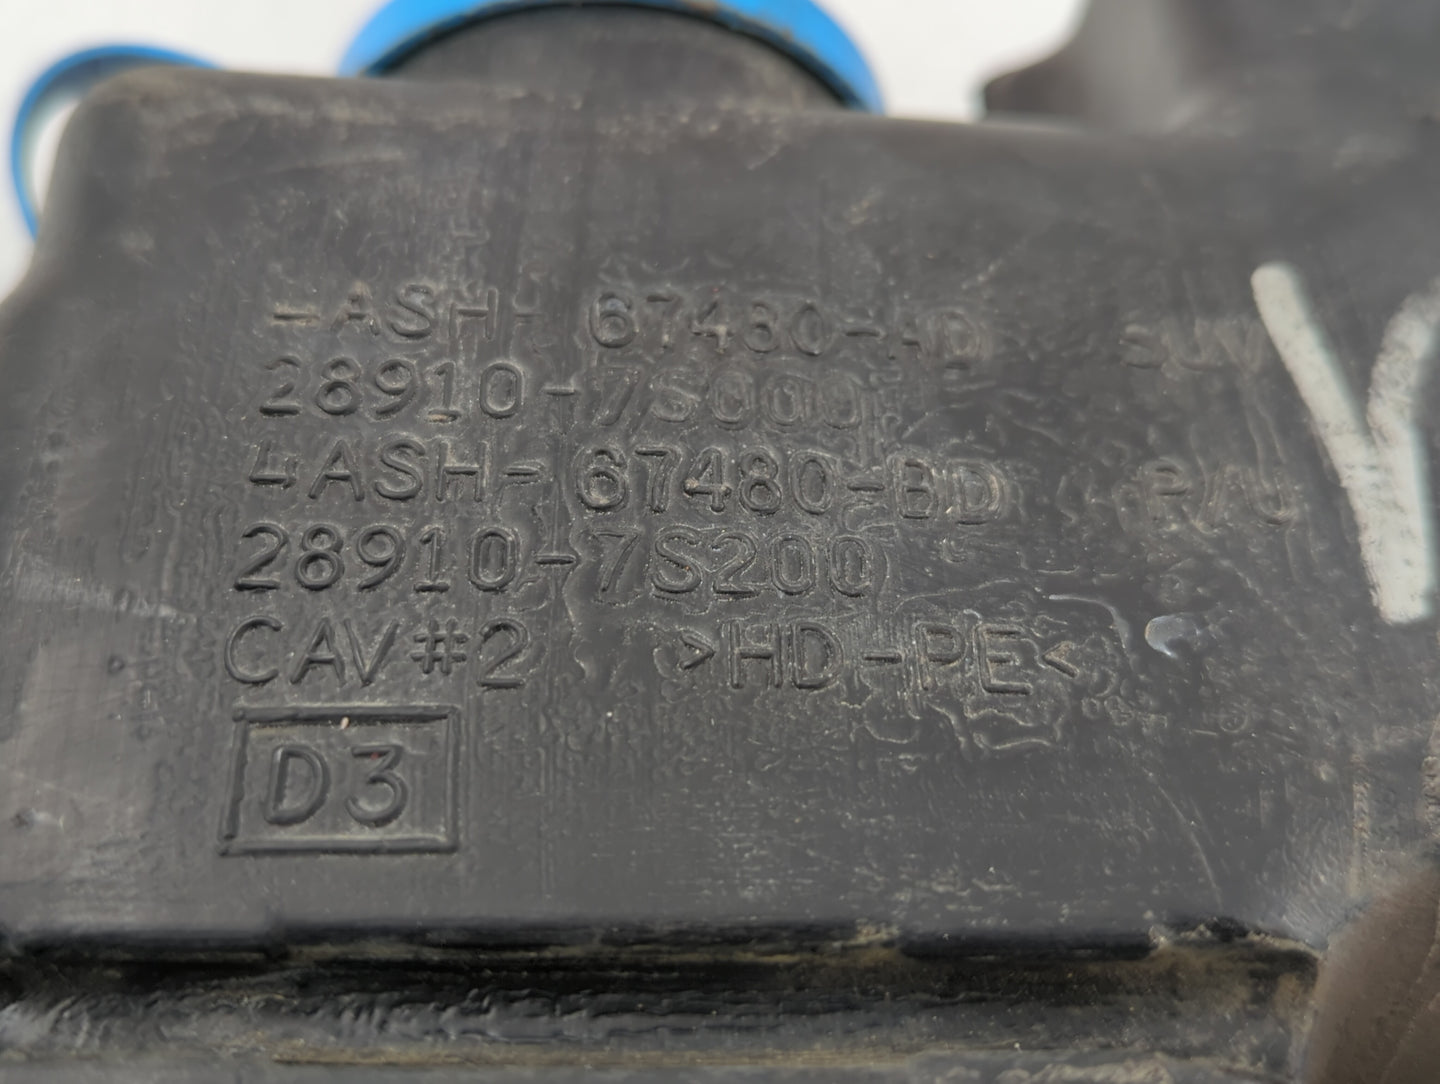 4ASH-67480-AD SUV
28910-7S000
4ASH-67480-BD P/U
28910-7S200
CAV#2 >HD-PE<
D3